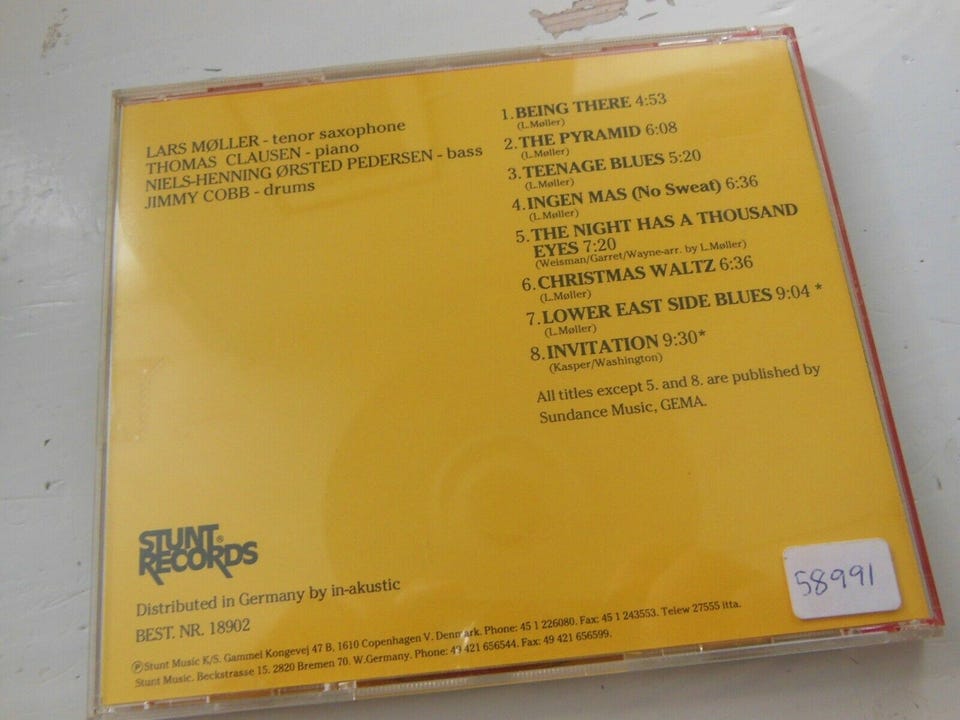 LARS MØLLER - tenor saxophone
THOMAS CLAUSEN - piano
NIELS-HENNING ØRSTED PEDERSEN - bass
JIMMY COBB - drums
1. BEING THERE 4:53
(L.Møller)
2. THE PYRAMID 6:08
(L.Møller)
3. TEENAGE BLUES 5:20
(L.Møller)
4. INGEN MAS (No Sweat) 6:36
(L.Møller)
5. THE NIGHT HAS A THOUSAND
EYES 7:20
(Weisman/Garret/Wayne-arr. by L.Møller)
6. CHRISTMAS WALTZ 6:36
(L.Møller)
7. LOWER EAST SIDE BLUES 9:04 *
(L.Møller)
8. INVITATION 9:30*
(Kasper/Washington)
All titles except 5. and 8. are published by
Sundance Music, GEMA.
STUNT®
RECORDS
Distributed in Germany by in-akustic
BEST. NR. 18902
℗ Stunt Music K/S. Gammel Kongevej 47 B, 1610 Copenhagen V. Denmark. Phone: 45 1 226080. Fax: 45 1 243553. Telew 27555 itta.
Stunt Music. Beckstrasse 15. 2820 Bremen 70. W.Germany. Phone: 49 421 656544. Fax: 49 421 656599.
58991